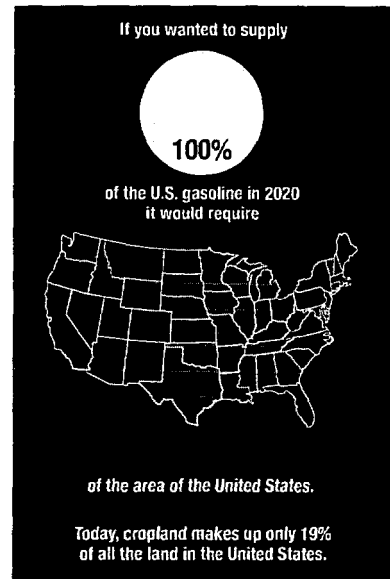 If you wanted to supply
100%
of the U.S. gasoline in 2020
it would require
of the area of the United States.
Today, cropland makes up only 19%
of all the land in the United States.